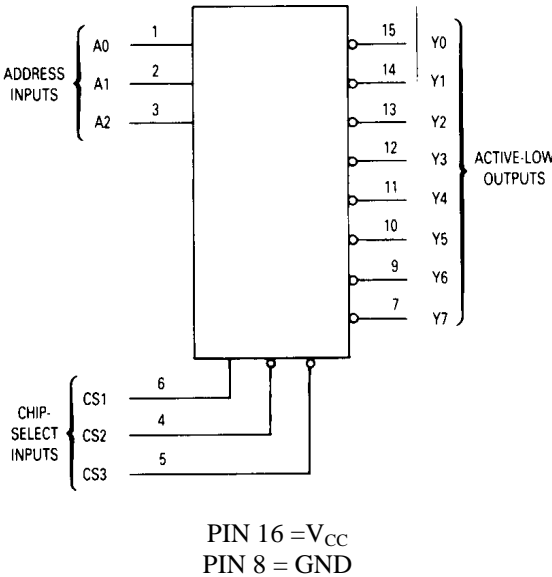 ADDRESS
INPUTS
A0 1
A1 2
A2 3
15 Y0
14 Y1
13 Y2
12 Y3
11 Y4
10 Y5
9 Y6
7 Y7
ACTIVE-LOW
OUTPUTS
CHIP-
SELECT
INPUTS
CS1 6
CS2 4
CS3 5
PIN 16 =VCC
PIN 8 = GND